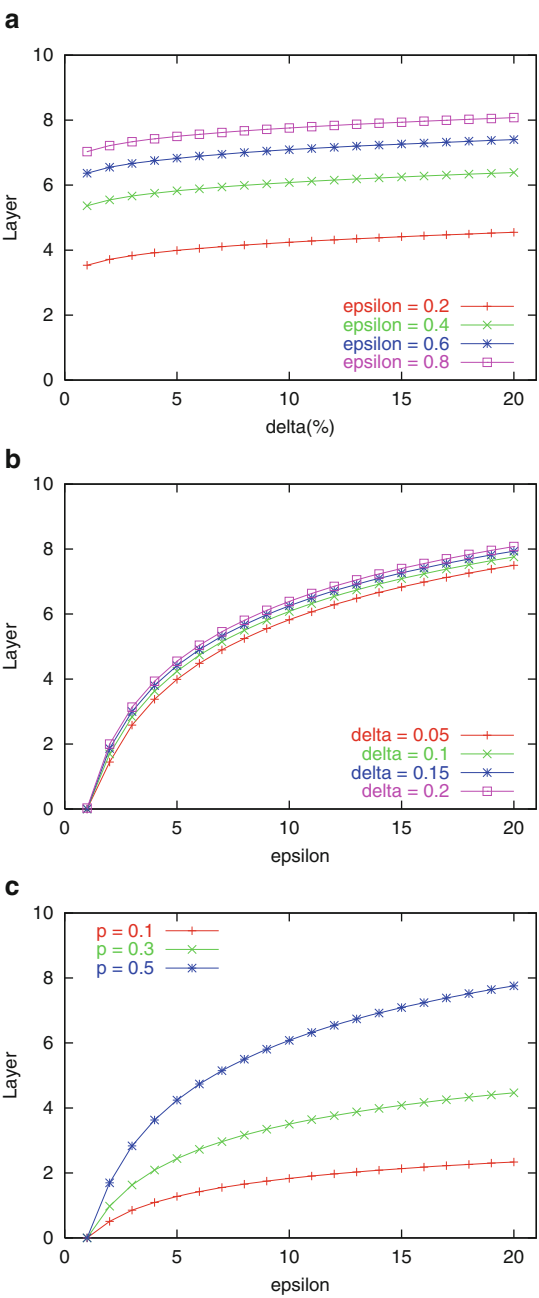 a
10
8
6
4
2
0
Layer
epsilon = 0.2
epsilon = 0.4
epsilon = 0.6
epsilon = 0.8
0 5 10 15 20
delta(%)
b
10
8
6
4
2
0
Layer
delta = 0.05
delta = 0.1
delta = 0.15
delta = 0.2
0 5 10 15 20
epsilon
c
10
8
6
4
2
0
Layer
p = 0.1
p = 0.3
p = 0.5
0 5 10 15 20
epsilon